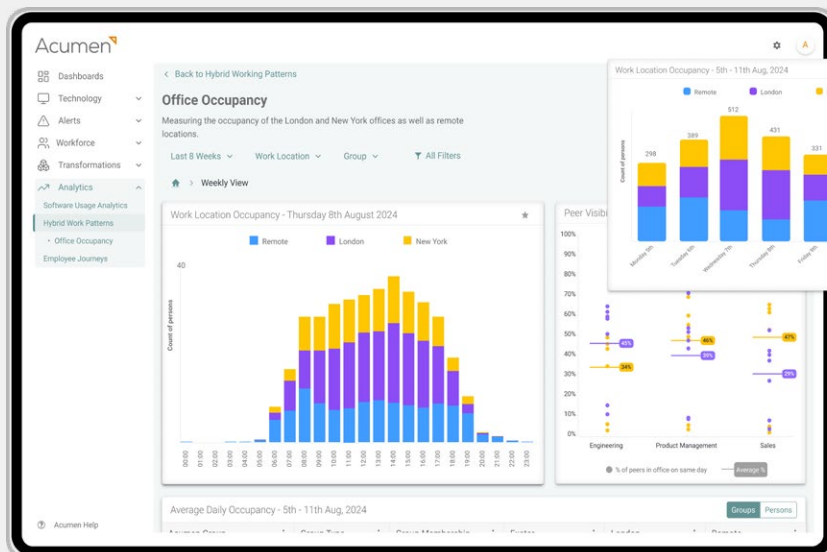 Acumen
A
Dashboards
Technology
Alerts
Workforce
Transformations
Analytics
Software Usage Analytics
Hybrid Work Patterns
• Office Occupancy
Employee Journeys
Acumen Help
< Back to Hybrid Working Patterns
Office Occupancy
Measuring the occupancy of the London and New York offices as well as remote
locations.
Last 8 Weeks Work Location Group All Filters
> Weekly View
Work Location Occupancy - Thursday 8th August 2024
Remote London New York
40
Count of persons
00:00 01:00 02:00 03:00 04:00 05:00 06:00 07:00 08:00 09:00 10:00 11:00 12:00 13:00 14:00 15:00 16:00 17:00 18:00 19:00 20:00 21:00 22:00 23:00
Work Location Occupancy - 5th - 11th Aug, 2024
Remote London
Count of persons
298 389 512 431 331
Monday 5th Tuesday 6th Wednesday 7th Thursday 8th Friday 9th
Peer Visibi
100%
90%
80%
70%
60%
50%
40%
30%
20%
10%
0%
45% 46% 47%
34% 39% 29%
Engineering Product Management Sales
% of peers in office on same day Average %
Average Daily Occupancy - 5th - 11th Aug, 2024
Groups Persons
Acumen Group Group Type Group Membership Exeter London Remote